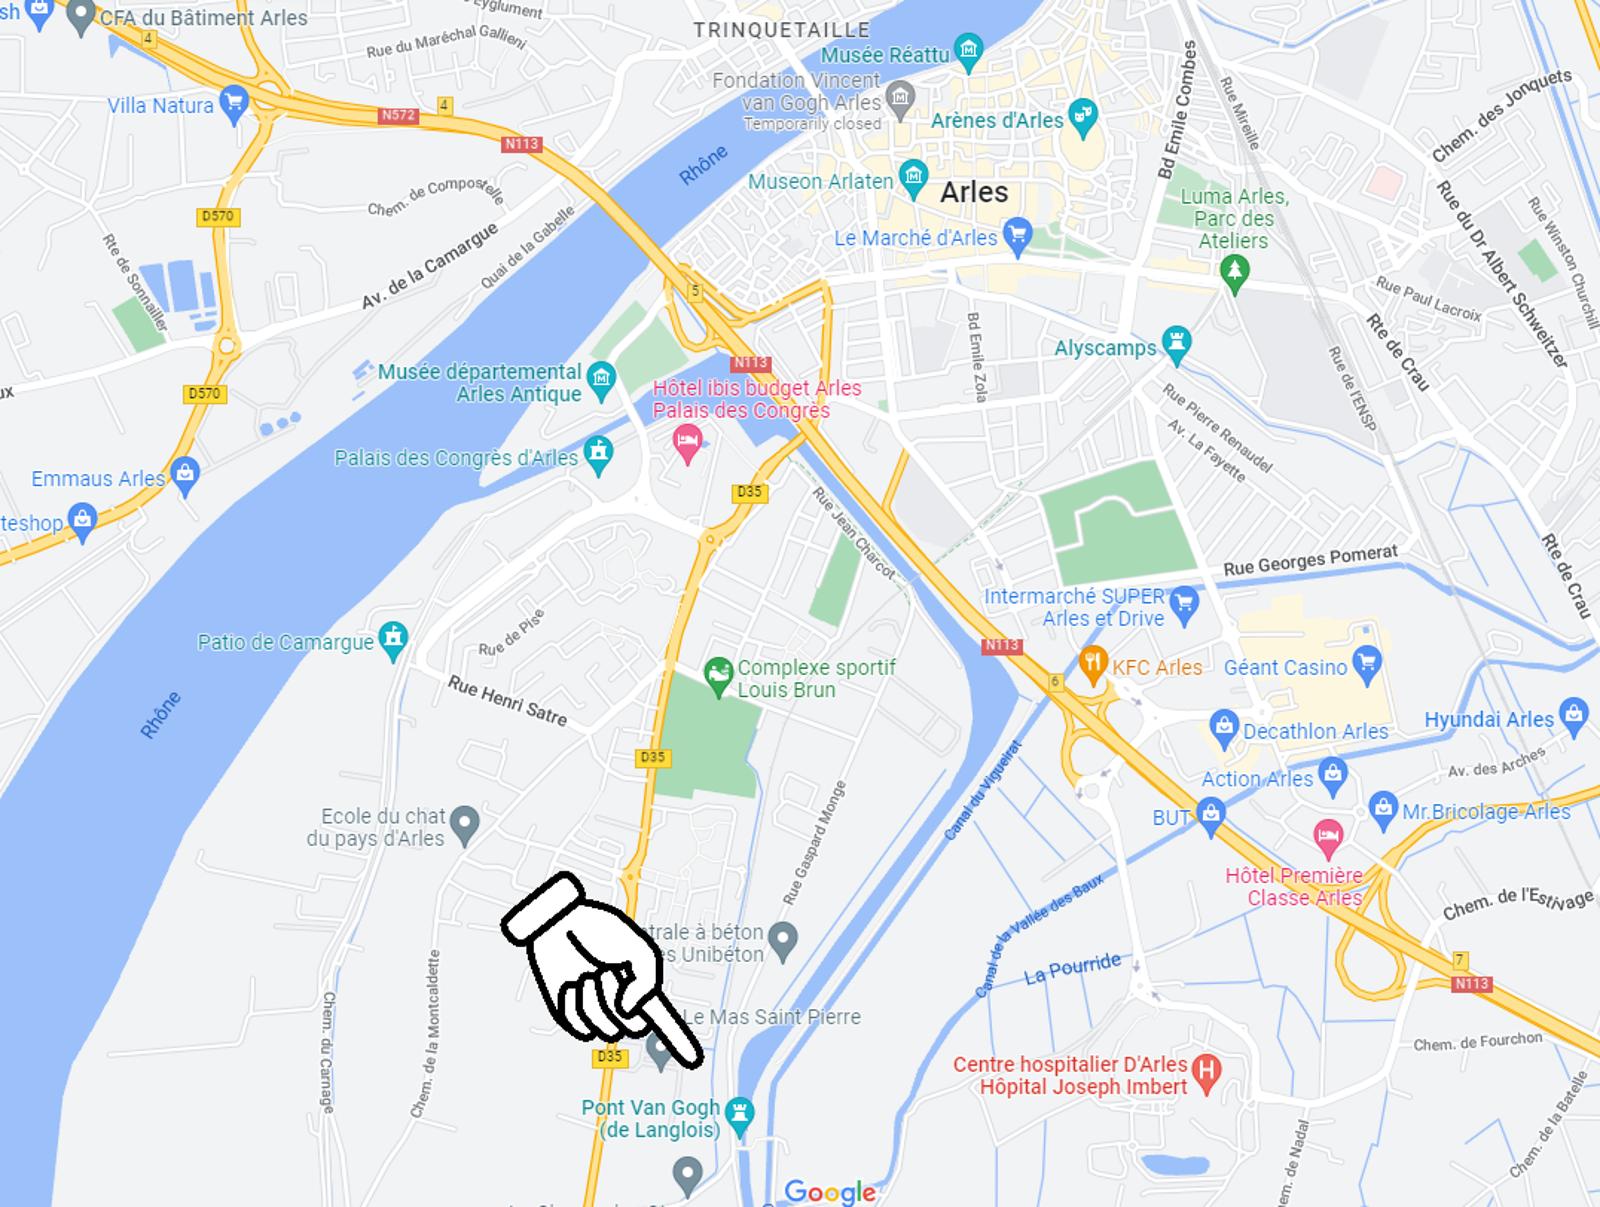 CFA du Bâtiment Arles
4
Rue du Maréchal Gallieni
TRINQUETAILLE
Musée Réattu
Fondation Vincent
van Gogh Arles
Temporarily closed
Arènes d'Arles
Bd Emile Combes
Rue Mireille
Chem. des Jonquets
Villa Natura
N572
4
N113
Rhône
Museon Arlaten
Arles
Luma Arles,
Parc des
Ateliers
Le Marché d'Arles
Rue du Dr Albert Schweitzer
Rue Winston Churchill
D570
Chem. de Compostelle
Quai de la Gabelle
Av. de la Camargue
Rte de Sonnailler
5
Rue Paul Lacroix
Rte de Crau
Rue de l'ENSP
Bd Emile Zola
Alyscamps
N113
D570
Musée départemental
Arles Antique
Hôtel ibis budget Arles
Palais des Congrès
Rue Pierre Renaudel
Av. La Fayette
Palais des Congrès d'Arles
Emmaus Arles
D35
Rue Jean Charcot
Rue Georges Pomerat
Rte de Crau
Intermarché SUPER
Arles et Drive
Rue de Pise
Patio de Camargue
N113
KFC Arles
Géant Casino
Complexe sportif
Louis Brun
6
Rue Henri Satre
Rhône
Decathlon Arles
Hyundai Arles
D35
Canal du Vigueirat
Action Arles
Av. des Arches
Ecole du chat
du pays d'Arles
Rue Gaspard Monge
BUT
Mr.Bricolage Arles
Hôtel Première
Classe Arles
Chem. de l'Estivage
Canal de la Vallée des Baux
La Pourride
à béton
Unibéton
7
N113
Chem. de la Montcaldette
Chem. du Carnage
Le Mas Saint Pierre
D35
Chem. de Fourchon
Centre hospitalier D'Arles
Hôpital Joseph Imbert
Pont Van Gogh
(de Langlois)
Chem. de la Batelle
Chem. de Nadal
Google